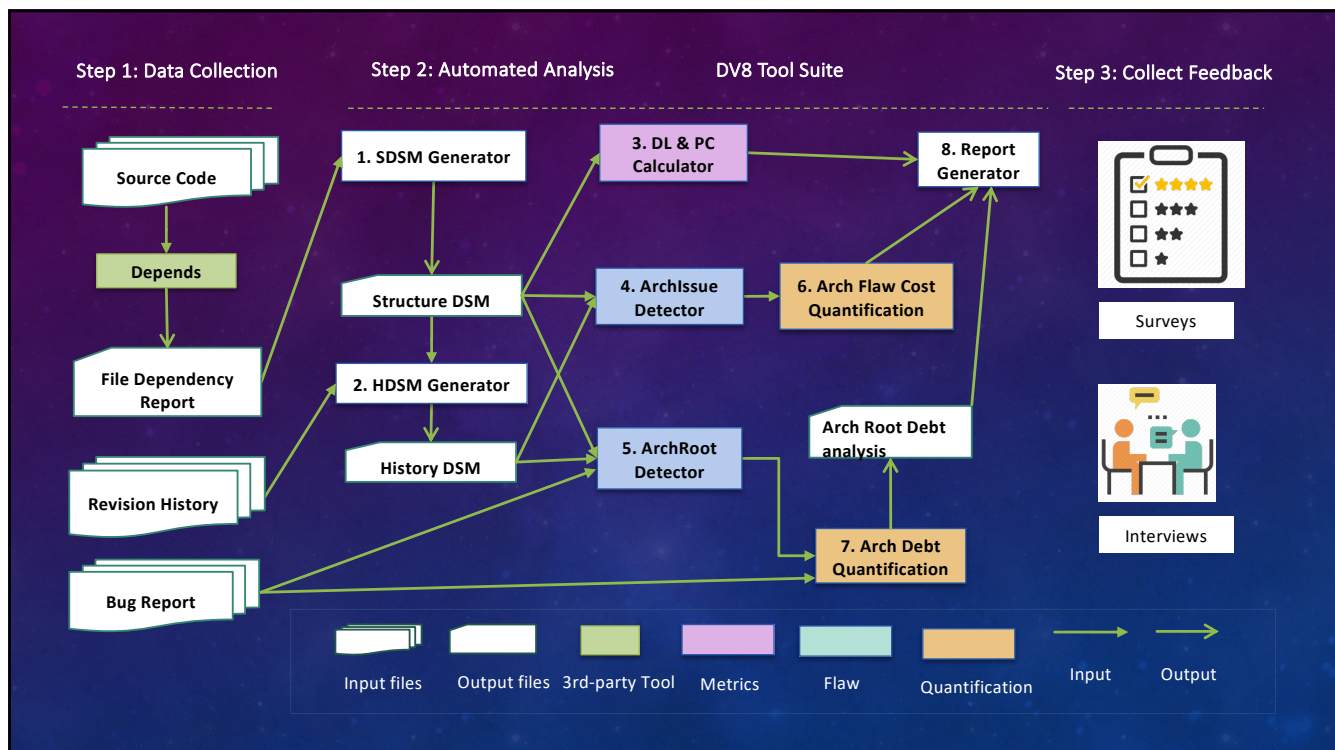 Step 1: Data Collection
Step 2: Automated Analysis
DV8 Tool Suite
Step 3: Collect Feedback
Source Code
Depends
File Dependency
Report
Revision History
Bug Report
1. SDSM Generator
Structure DSM
2. HDSM Generator
History DSM
3. DL & PC
Calculator
4. ArchIssue
Detector
5. ArchRoot
Detector
6. Arch Flaw Cost
Quantification
Arch Root Debt
analysis
7. Arch Debt
Quantification
8. Report
Generator
Surveys
Interviews
Input files
Output files
3rd-party Tool
Metrics
Flaw
Quantification
Input
Output